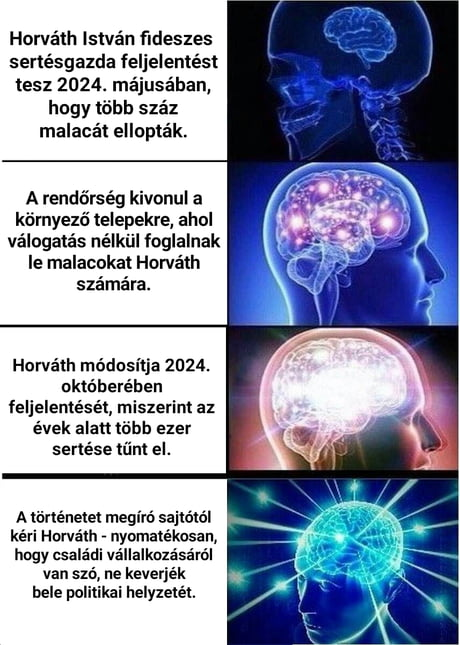 Horváth István fideszes
sertésgazda feljelentést
tesz 2024. májusában,
hogy több száz
malacát ellopták.
A rendőrség kivonul a
környező telepekre, ahol
válogatás nélkül foglalnak
le malacokat Horváth
számára.
Horváth módosítja 2024.
októberében
feljelentését, miszerint az
évek alatt több ezer
sertése tűnt el.
A történetet megíró sajtótól
kéri Horváth - nyomatékosan,
hogy családi vállalkozásáról
van szó, ne keverjék
bele politikai helyzetét.